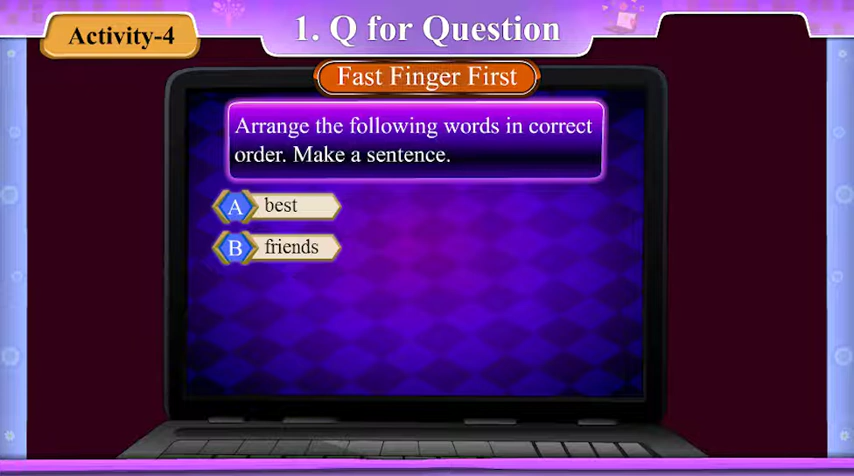 Activity-4
1. Q for Question
Fast Finger First
Arrange the following words in correct
order. Make a sentence.
A best
B friends